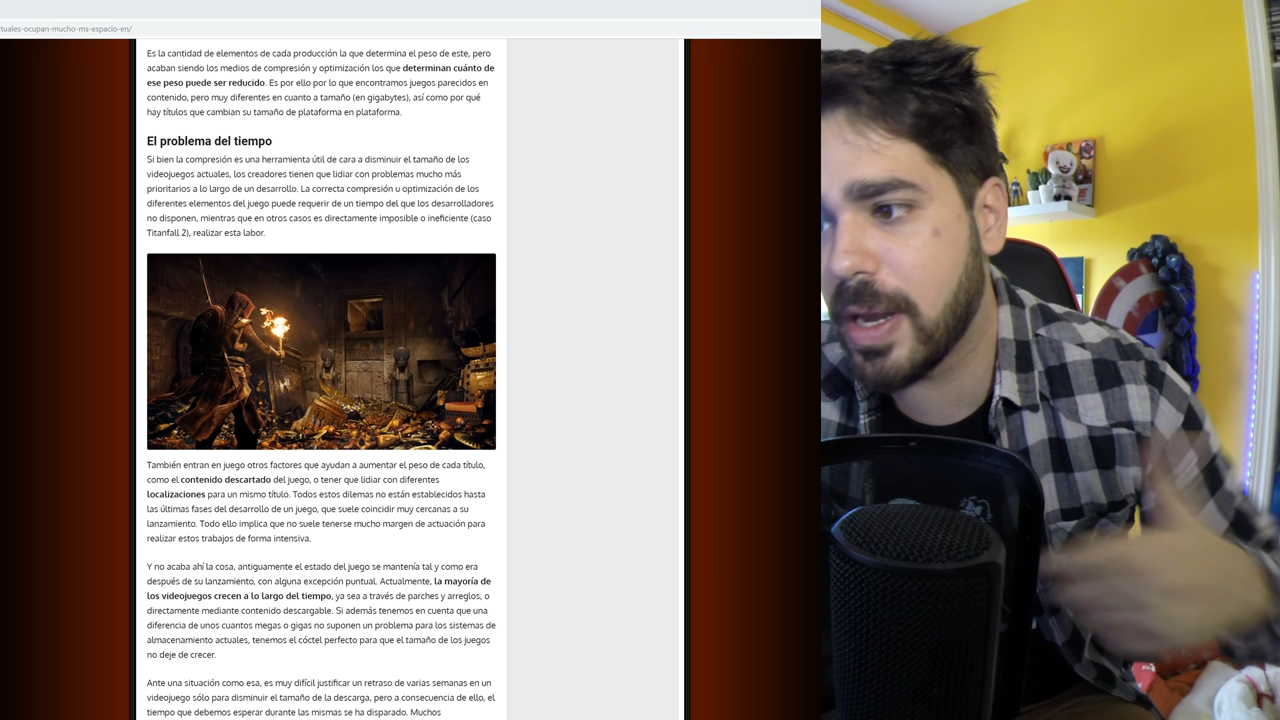 tuales-ocupan-mucho-ms-espacio-en/
Es la cantidad de elementos de cada producción la que determina el peso de este, pero
acaban siendo los medios de compresión y optimización los que determinan cuánto de
ese peso puede ser reducido. Es por ello por lo que encontramos juegos parecidos en
contenido, pero muy diferentes en cuanto a tamaño (en gigabytes), así como por qué
hay títulos que cambian su tamaño de plataforma en plataforma.
El problema del tiempo
Si bien la compresión es una herramienta útil de cara a disminuir el tamaño de los
videojuegos actuales, los creadores tienen que lidiar con problemas mucho más
prioritarios a lo largo de un desarrollo. La correcta compresión u optimización de los
diferentes elementos del juego puede requerir de un tiempo del que los desarrolladores
no disponen, mientras que en otros casos es directamente imposible o ineficiente (caso
Titanfall 2), realizar esta labor.
También entran en juego otros factores que ayudan a aumentar el peso de cada título,
como el contenido descartado del juego, o tener que lidiar con diferentes
localizaciones para un mismo título. Todos estos dilemas no están establecidos hasta
las últimas fases del desarrollo de un juego, que suele coincidir muy cercanas a su
lanzamiento. Todo ello implica que no suele tenerse mucho margen de actuación para
realizar estos trabajos de forma intensiva.
Y no acaba ahí la cosa, antiguamente el estado del juego se mantenía tal y como era
después de su lanzamiento, con alguna excepción puntual. Actualmente, la mayoría de
los videojuegos crecen a lo largo del tiempo, ya sea a través de parches y arreglos, o
directamente mediante contenido descargable. Si además tenemos en cuenta que una
diferencia de unos cuantos megas o gigas no suponen un problema para los sistemas de
almacenamiento actuales, tenemos el cóctel perfecto para que el tamaño de los juegos
no deje de crecer.
Ante una situación como esa, es muy difícil justificar un retraso de varias semanas en un
videojuego sólo para disminuir el tamaño de la descarga, pero a consecuencia de ello, el
tiempo que debemos esperar durante las mismas se ha disparado. Muchos